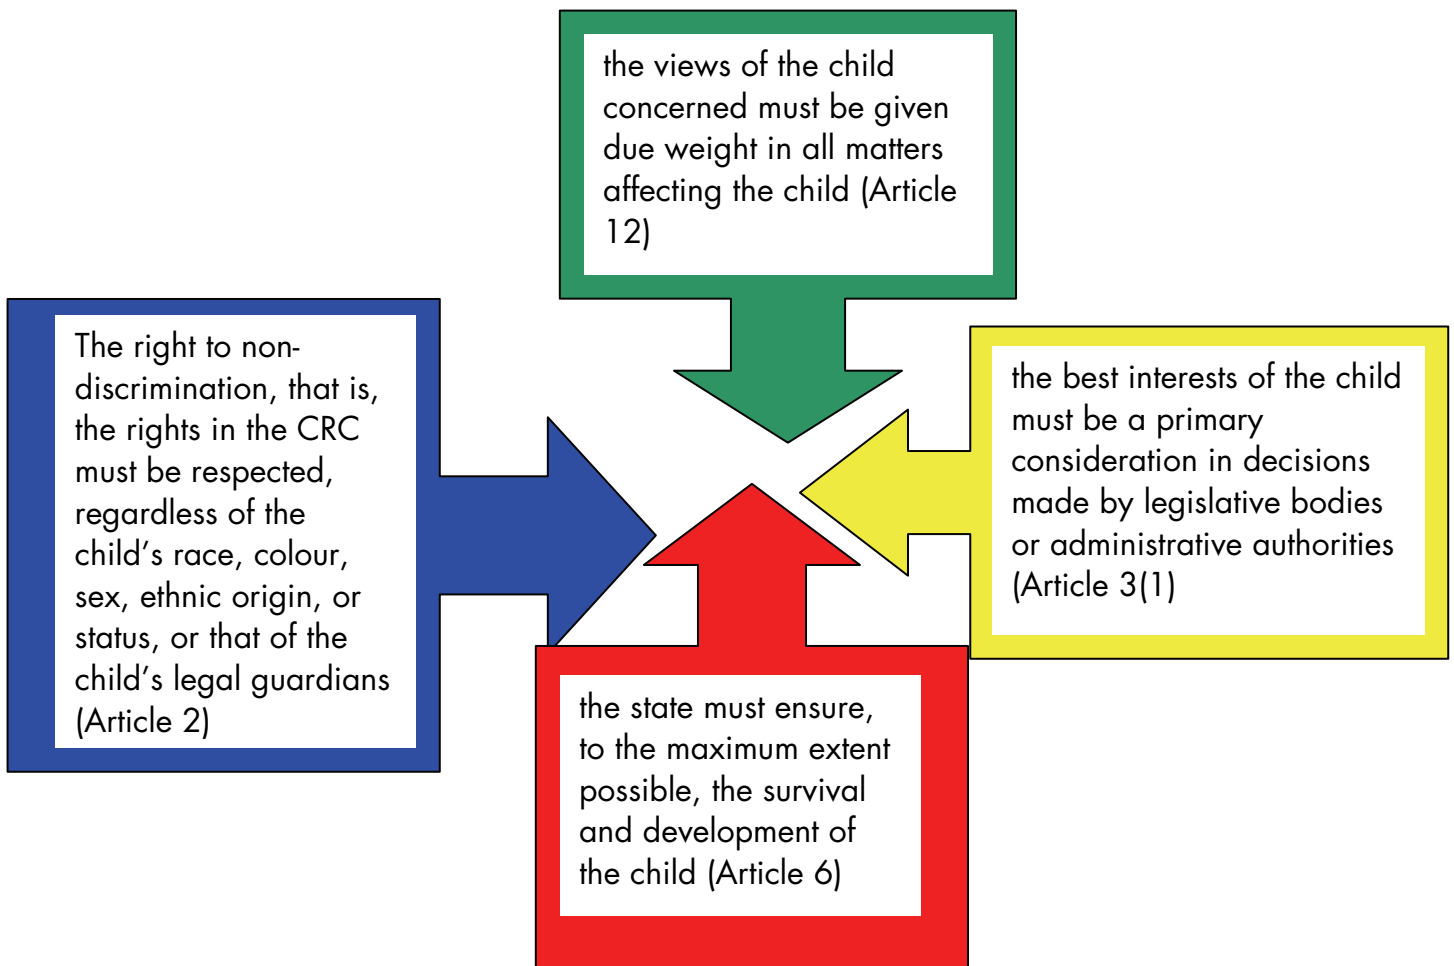 the views of the child
concerned must be given
due weight in all matters
affecting the child (Article
12)
The right to non-
discrimination, that is,
the rights in the CRC
must be respected,
regardless of the
child’s race, colour,
sex, ethnic origin, or
status, or that of the
child’s legal guardians
(Article 2)
the best interests of the child
must be a primary
consideration in decisions
made by legislative bodies
or administrative authorities
(Article 3(1)
the state must ensure,
to the maximum extent
possible, the survival
and development of
the child (Article 6)